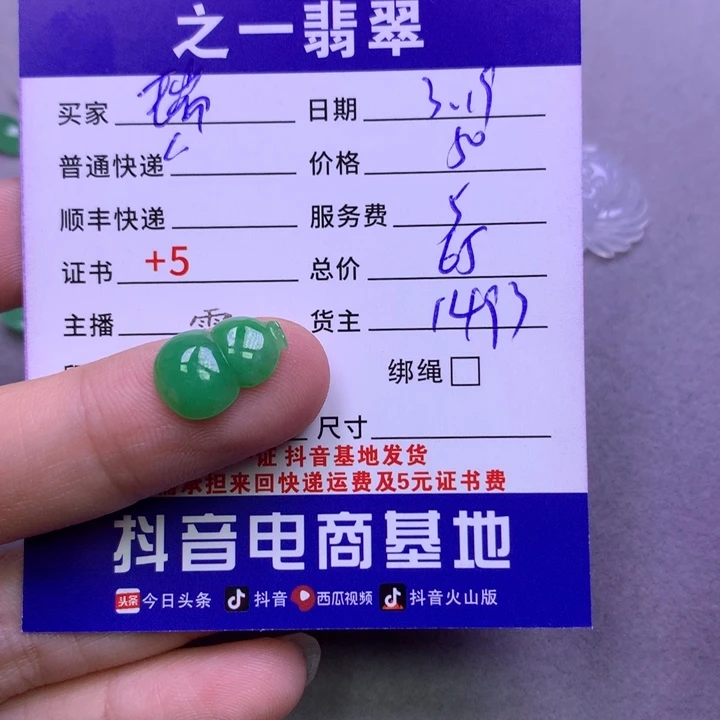 之一翡翠
买家 瑞 日期 3.19
普通快递 价格 50
顺丰快递 服务费 5
证书 +5 总价 65
主播 雪 货主 1493
绑绳
尺寸
证 抖音基地发货
承担来回快递运费及5元证书费
抖音电商基地
头条 今日头条 抖音 西瓜视频 抖音火山版